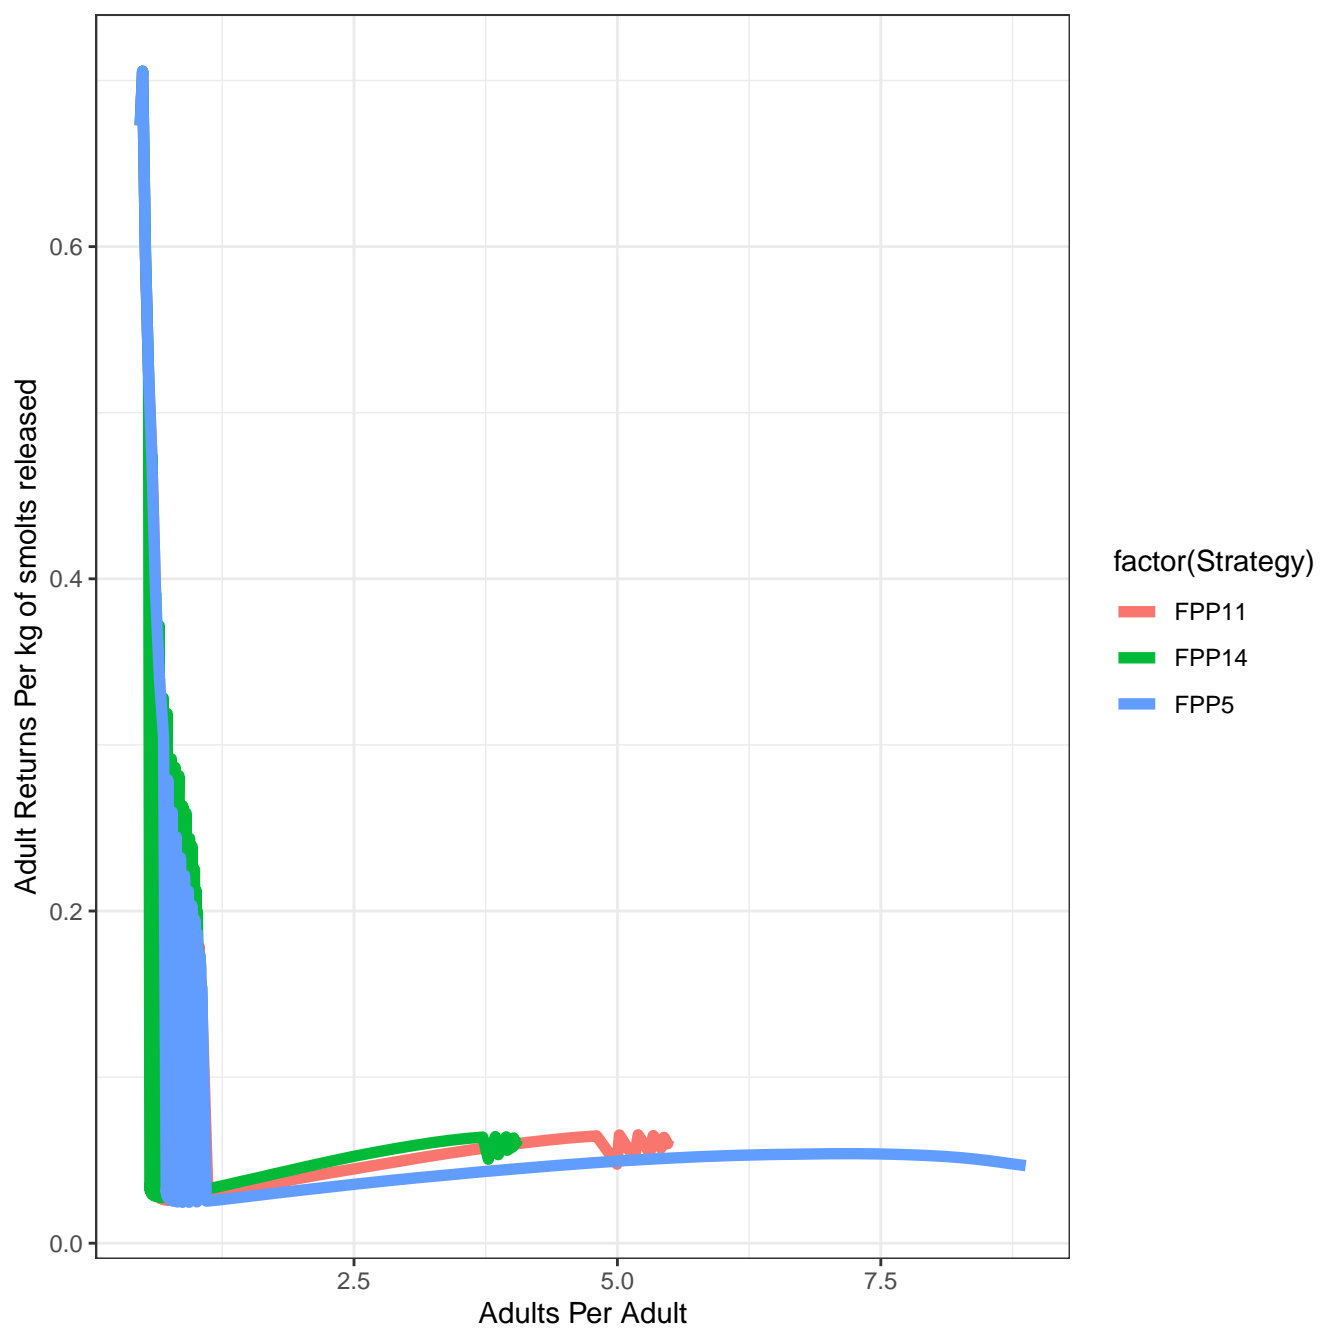 Adult Returns Per kg of smolts released
0.6
0.4
0.2
0.0
2.5
5.0
7.5
Adults Per Adult
factor(Strategy)
FPP11
FPP14
FPP5